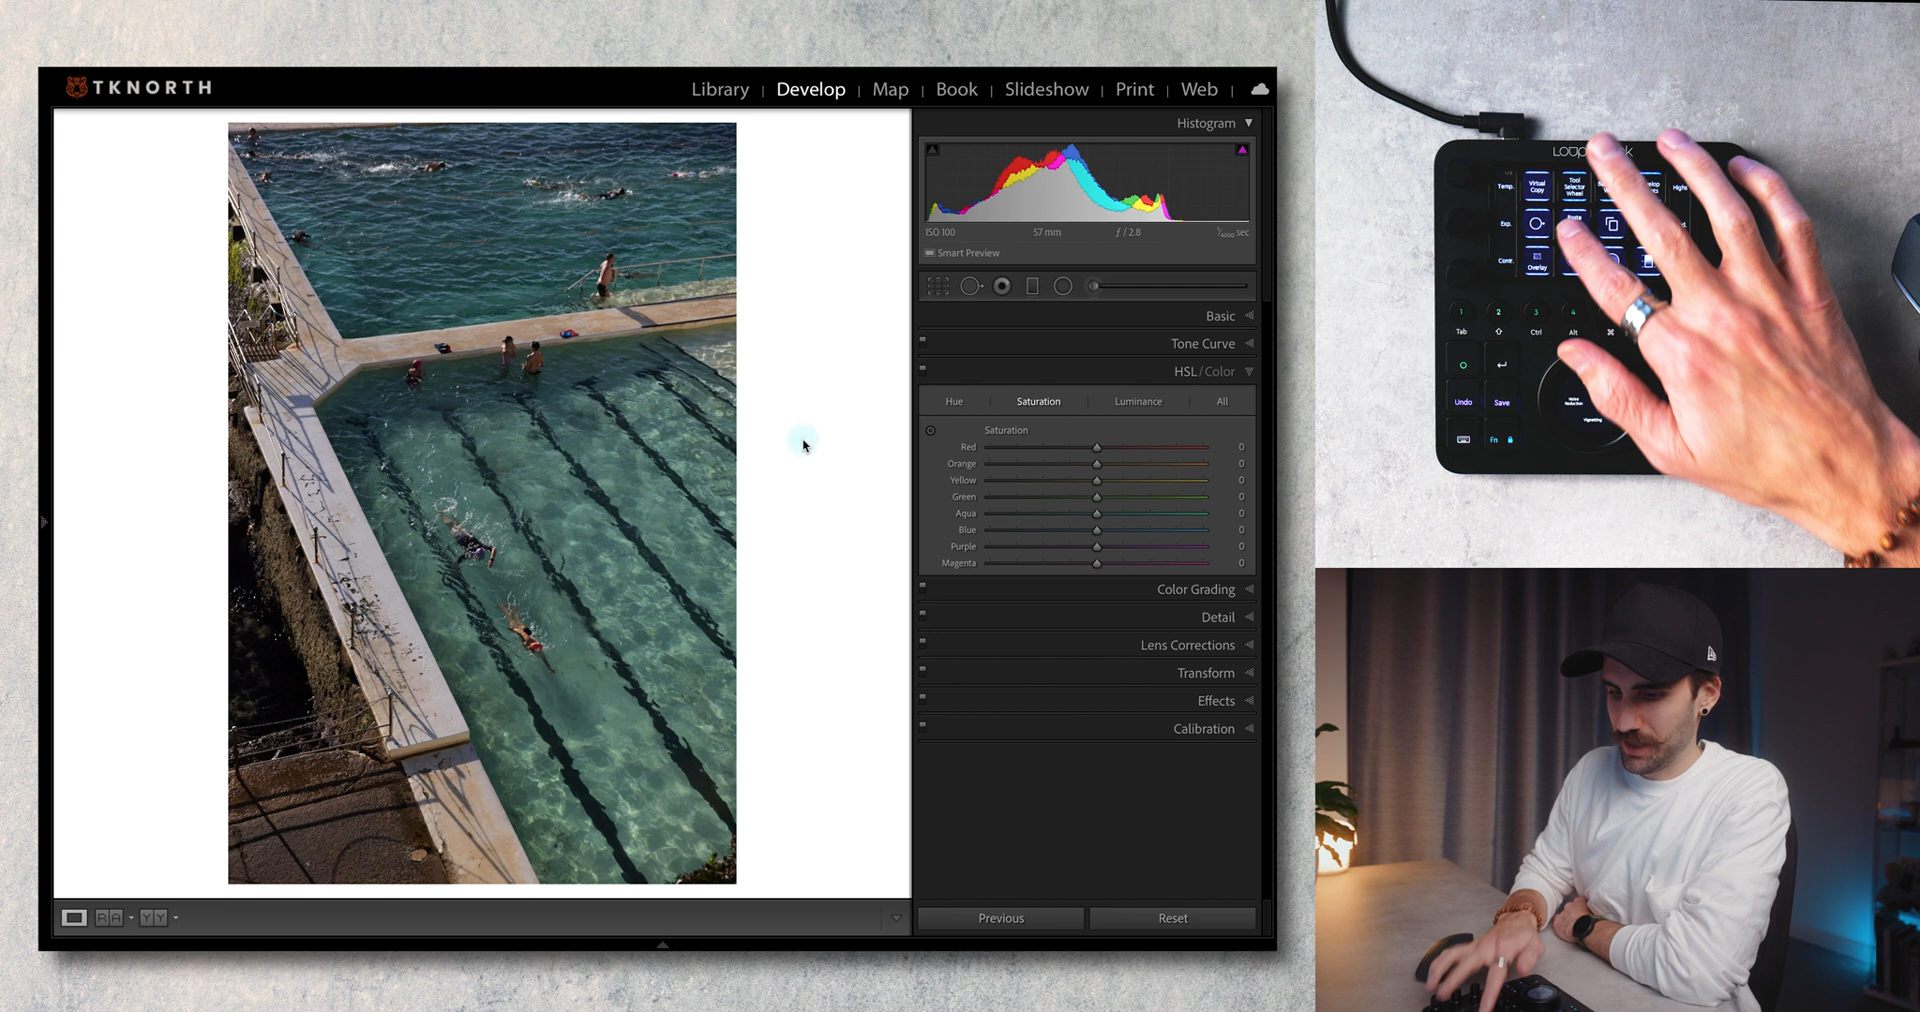 TKNORTH
Library | Develop | Map | Book | Slideshow | Print | Web |
Histogram
ISO 100 57 mm ƒ / 2.8 sec
Smart Preview
Basic
Tone Curve
HSL / Color
Hue Saturation Luminance All
Saturation
Red 0
Orange 0
Yellow 0
Green 0
Aqua 0
Blue 0
Purple 0
Magenta 0
Color Grading
Detail
Lens Corrections
Transform
Effects
Calibration
Previous Reset
R A Y Y
Temp. Virtual Copy Tool Selector Wheel
Exp.
Contr. Overlay
1 2 3 4
Tab Ctrl Alt
Undo Save
Fn
Noise Reduction
Vignetting